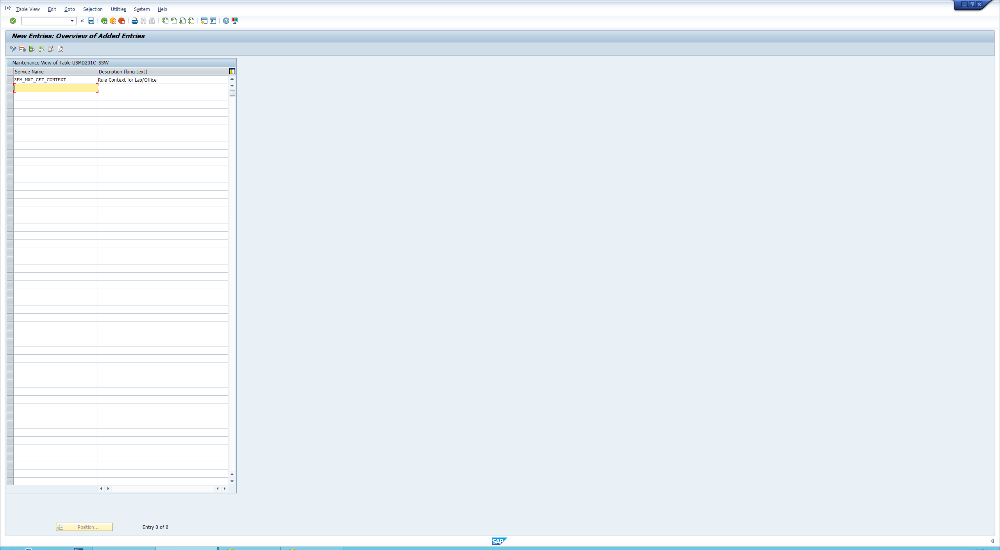 Table View Edit Goto Selection Utilities System Help
New Entries: Overview of Added Entries
Maintenance View of Table USMD201C_SSW
Service Name Description (long text)
ZEM_MAT_GET_CONTEXT Rule Context for Lab/Office
Position... Entry 0 of 0
SAP